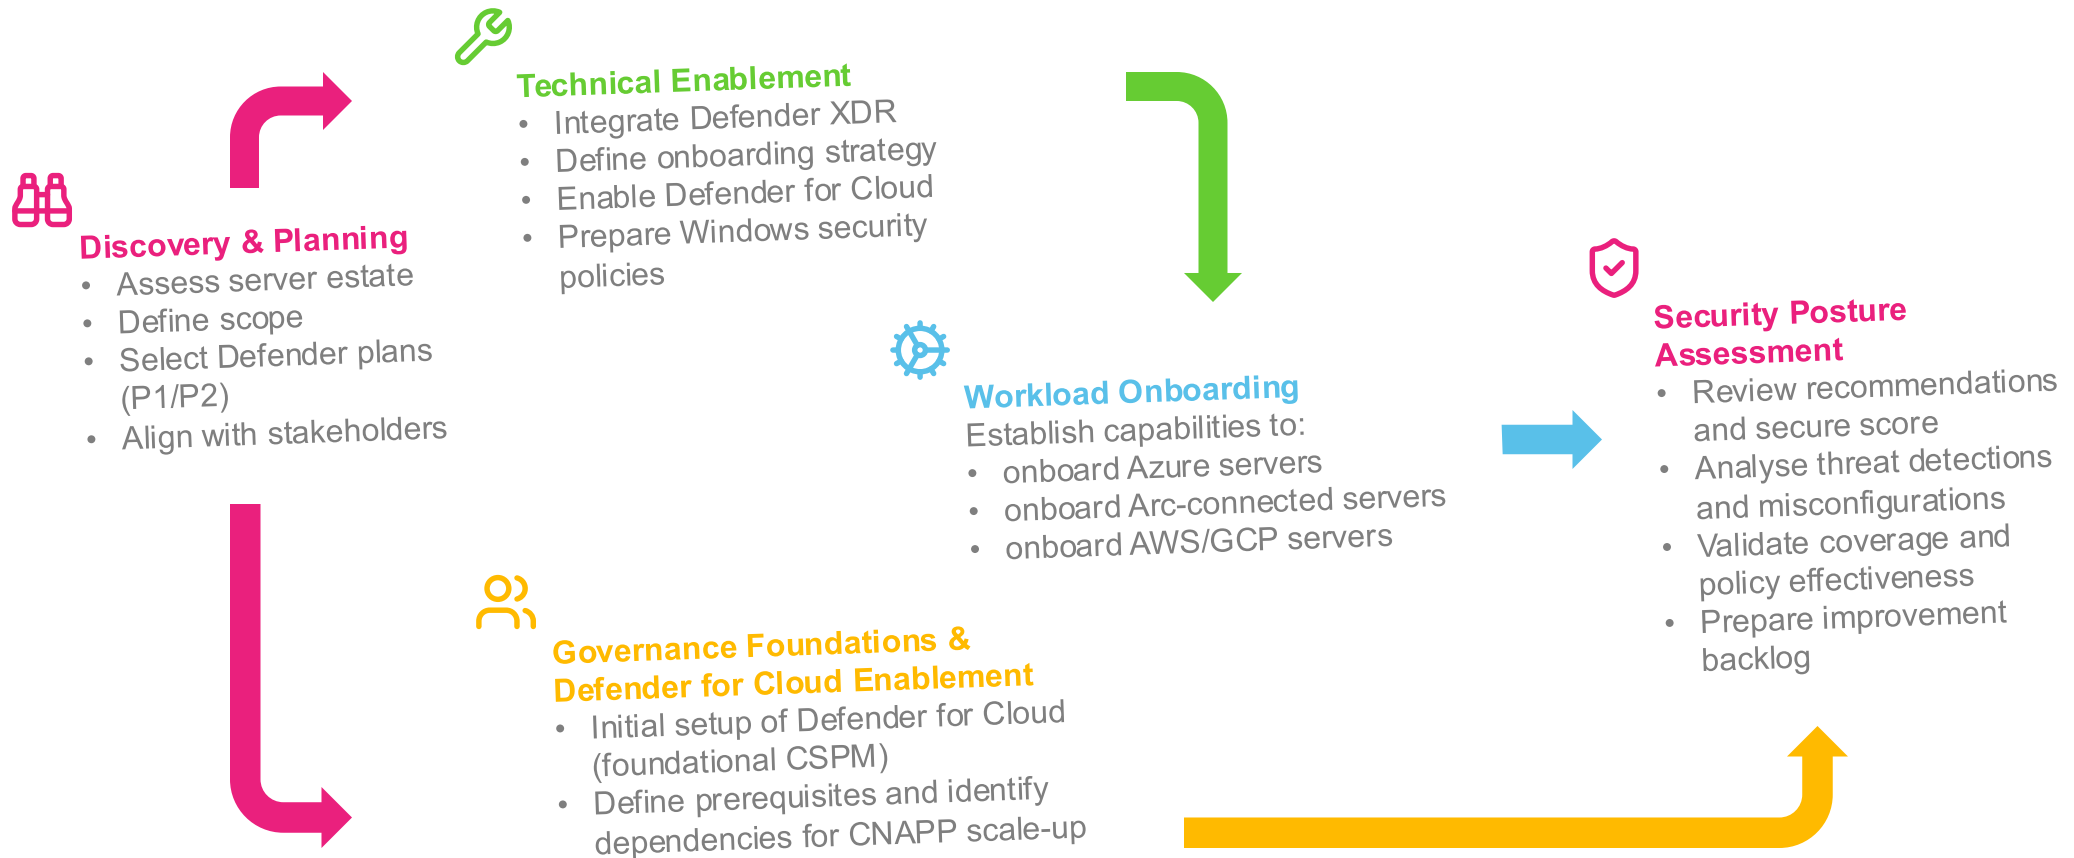 Technical Enablement
• Integrate Defender XDR
• Define onboarding strategy
• Enable Defender for Cloud
• Prepare Windows security
policies
Discovery & Planning
• Assess server estate
• Define scope
• Select Defender plans
(P1/P2)
• Align with stakeholders
Workload Onboarding
Establish capabilities to:
• onboard Azure servers
• onboard Arc-connected servers
• onboard AWS/GCP servers
Security Posture
Assessment
• Review recommendations
and secure score
• Analyse threat detections
and misconfigurations
• Validate coverage and
policy effectiveness
• Prepare improvement
backlog
Governance Foundations &
Defender for Cloud Enablement
• Initial setup of Defender for Cloud
(foundational CSPM)
• Define prerequisites and identify
dependencies for CNAPP scale-up